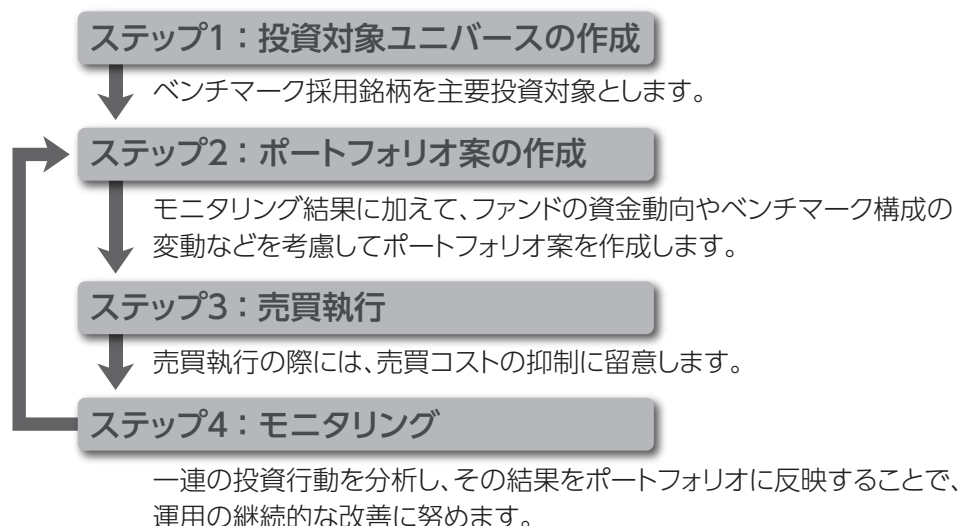 ステップ1：投資対象ユニバースの作成
ベンチマーク採用銘柄を主要投資対象とします。
ステップ2：ポートフォリオ案の作成
モニタリング結果に加えて、ファンドの資金動向やベンチマーク構成の
変動などを考慮してポートフォリオ案を作成します。
ステップ3：売買執行
売買執行の際には、売買コストの抑制に留意します。
ステップ4：モニタリング
一連の投資行動を分析し、その結果をポートフォリオに反映することで、
運用の継続的な改善に努めます。